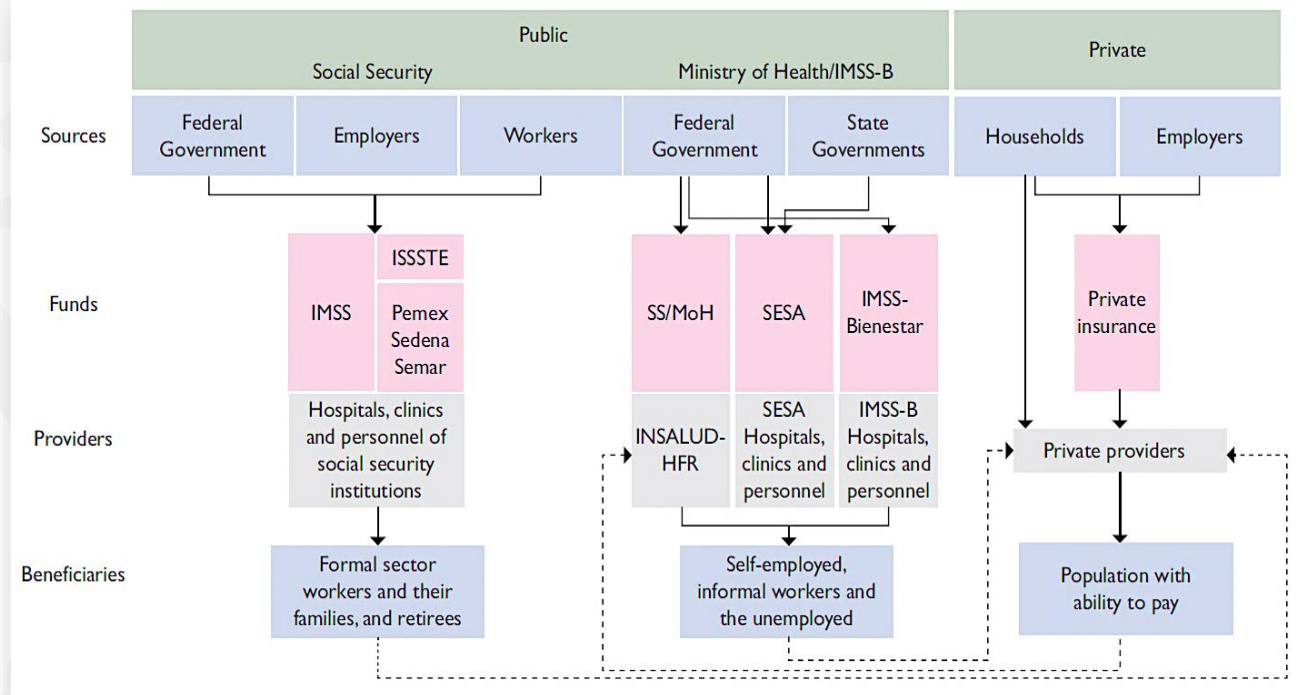 Public
Private
Social Security
Ministry of Health/IMSS-B
Sources
Federal
Government
Employers
Workers
Federal
Government
State
Governments
Households
Employers
Funds
IMSS
ISSSTE
Pemex
Sedena
Semar
SS/MoH
SESA
IMSS-
Bienestar
Private
insurance
Providers
Hospitals, clinics
and personnel of
social security
institutions
INSALUD-
HFR
SESA
Hospitals,
clinics and
personnel
IMSS-B
Hospitals,
clinics and
personnel
Private providers
Beneficiaries
Formal sector
workers and their
families, and retirees
Self-employed,
informal workers and
the unemployed
Population with
ability to pay